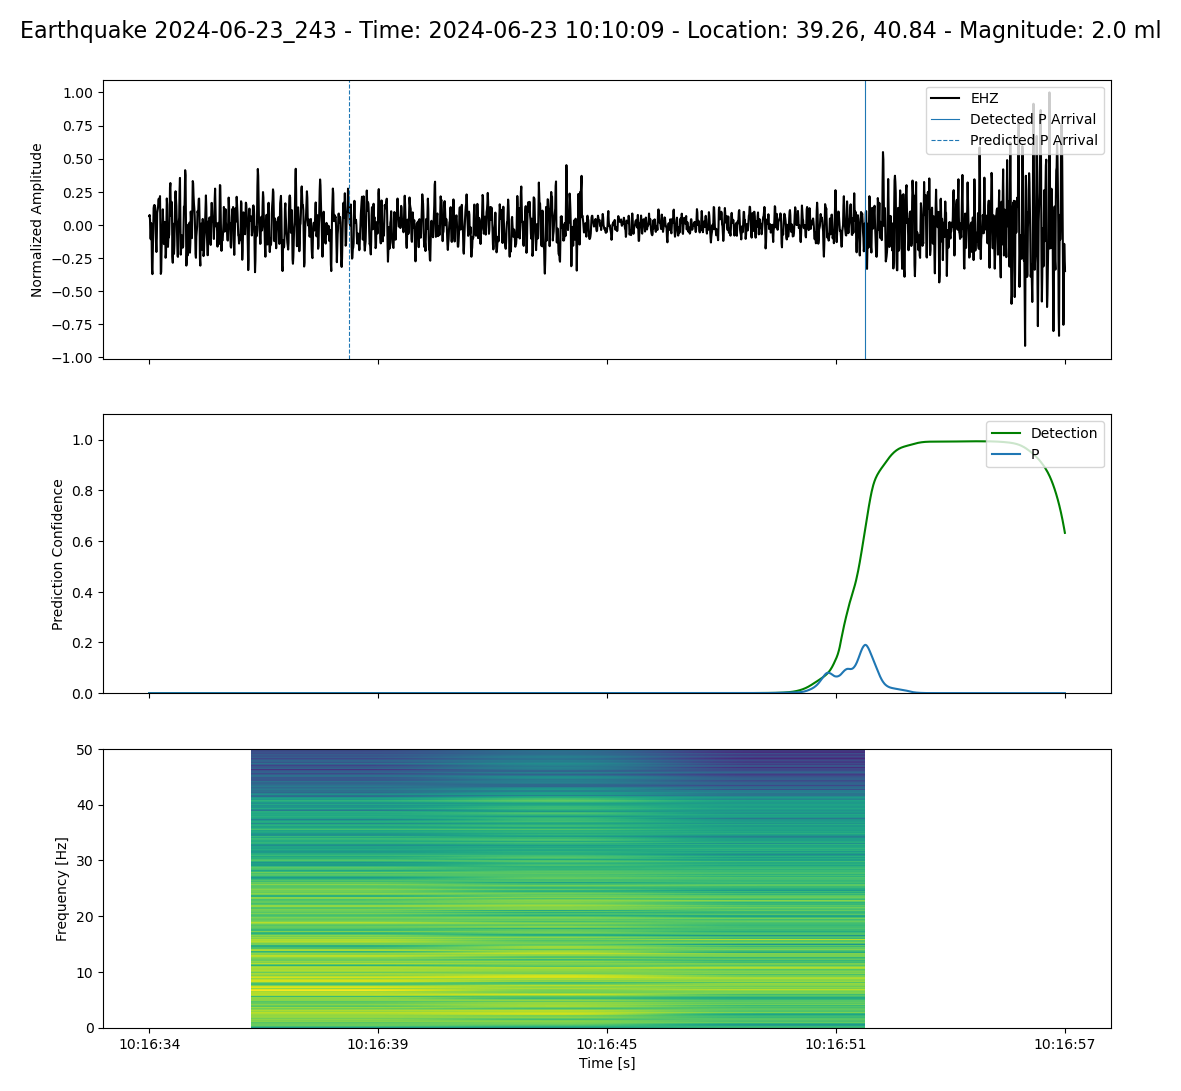 Earthquake 2024-06-23_243 - Time: 2024-06-23 10:10:09 - Location: 39.26, 40.84 - Magnitude: 2.0 ml
Normalized Amplitude
1.00
0.75
0.50
0.25
0.00
−0.25
−0.50
−0.75
−1.00
EHZ
Detected P Arrival
Predicted P Arrival
Prediction Confidence
1.0
0.8
0.6
0.4
0.2
0.0
Detection
P
Frequency [Hz]
50
40
30
20
10
0
10:16:34 10:16:39 10:16:45 10:16:51 10:16:57
Time [s]